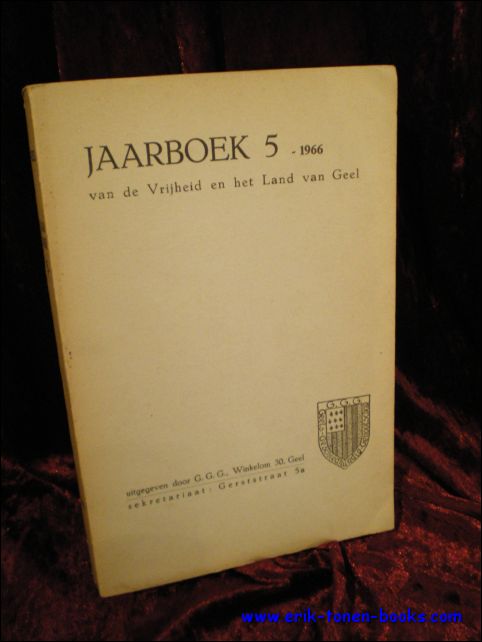 JAARBOEK 5 - 1966
van de Vrijheid en het Land van Geel
G. G. G.
uitgegeven door G. G. G., Winkelom 30, Geel
sekretariaat: Gerststraat 5a
www.erik-tonen-books.com